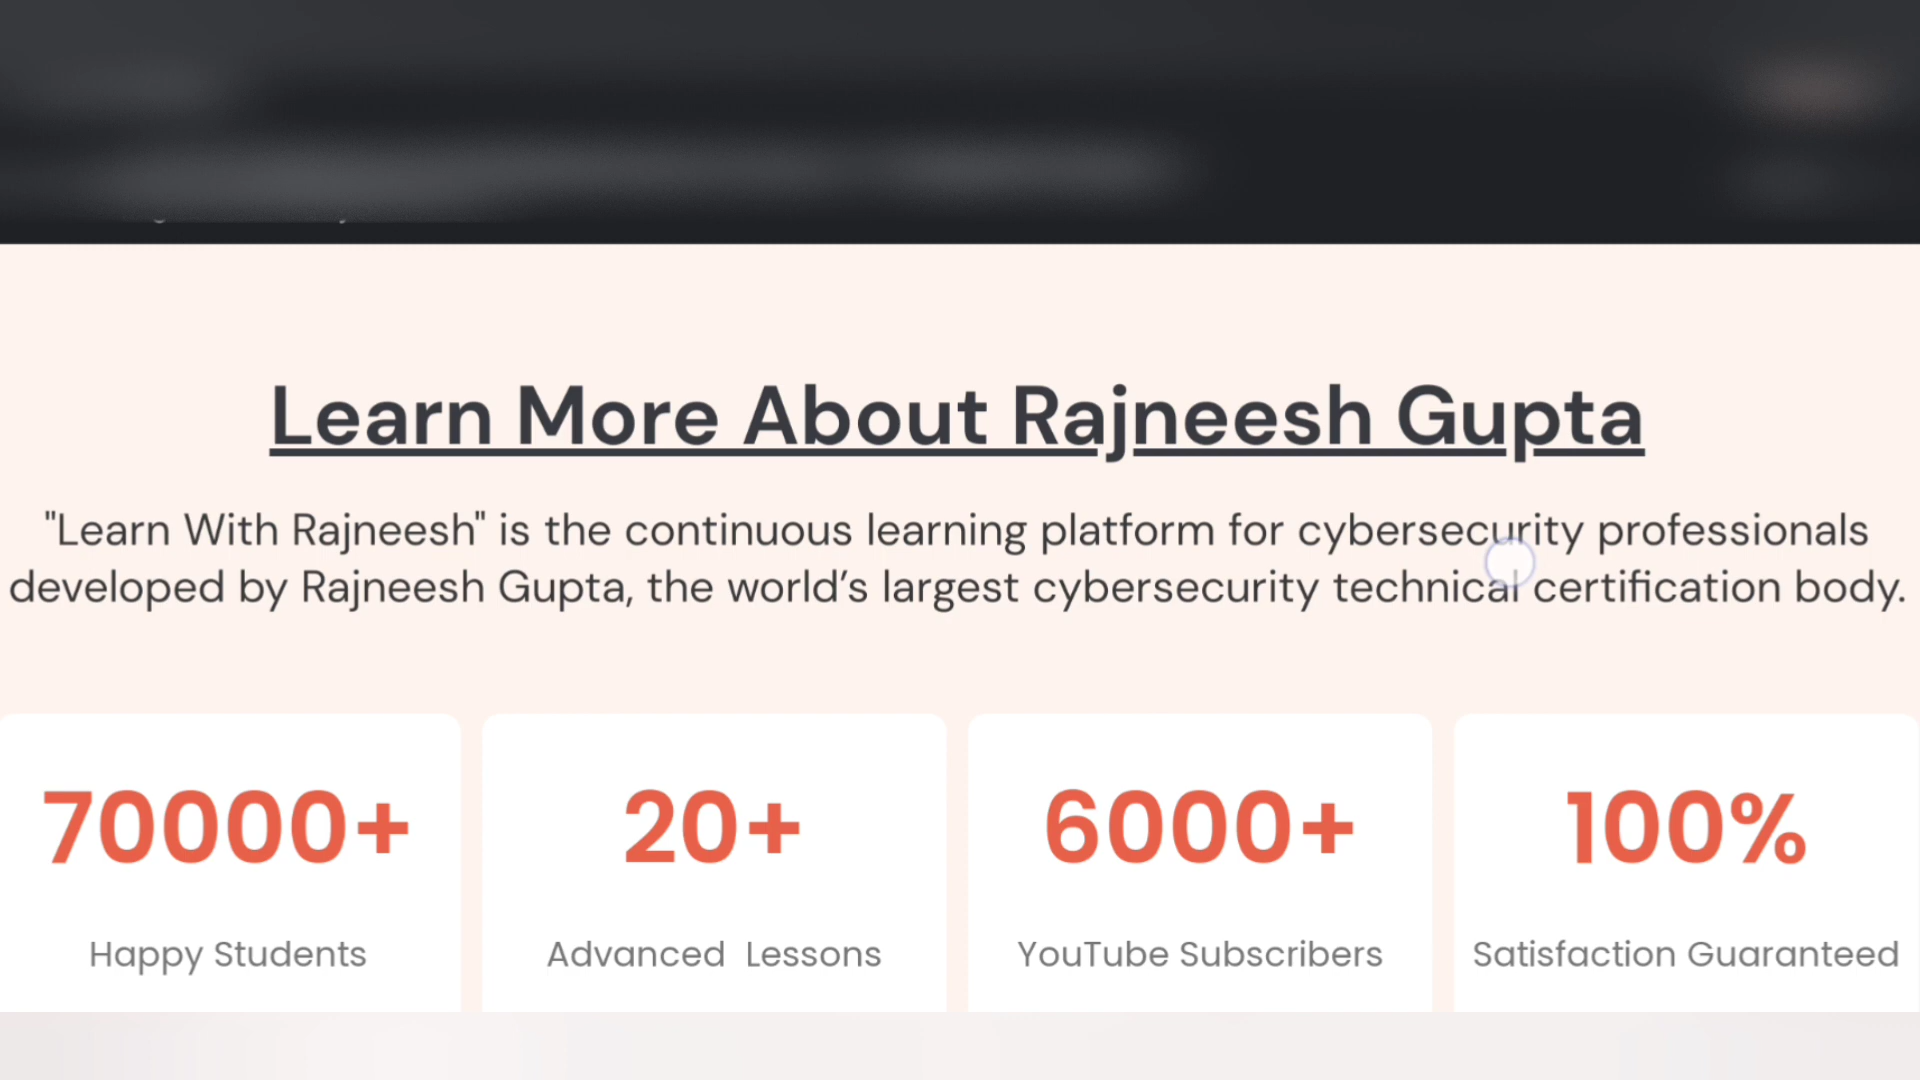 Learn More About Rajneesh Gupta
"Learn With Rajneesh" is the continuous learning platform for cybersecurity professionals
developed by Rajneesh Gupta, the world’s largest cybersecurity technical certification body.
70000+
Happy Students
20+
Advanced Lessons
6000+
YouTube Subscribers
100%
Satisfaction Guaranteed